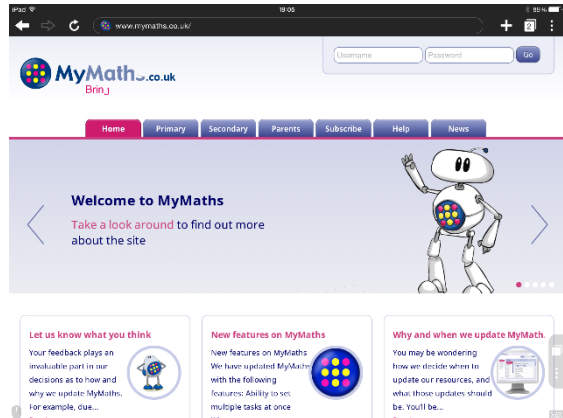 iPad
19:05
85%
www.mymaths.co.uk/
2
Username
Password
Go
MyMaths.co.uk
Home
Primary
Secondary
Parents
Subscribe
Help
News
Welcome to MyMaths
Take a look around to find out more
about the site
Let us know what you think
Your feedback plays an
invaluable part in our
decisions as to how and
why we update MyMaths.
For example, due...
New features on MyMaths
New features on MyMaths
We have updated MyMaths
with the following
features: Ability to set
multiple tasks at once
Why and when we update MyMath
You may be wondering
how we decide when to
update our resources, and
what those updates should
be. You'll be...